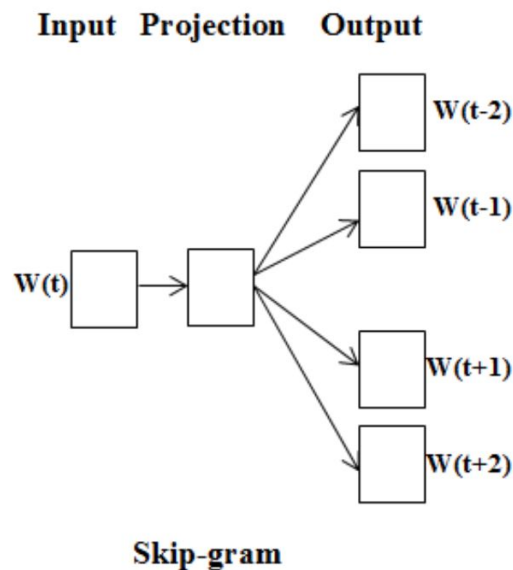 Input Projection Output
W(t-2)
W(t-1)
W(t)
W(t+1)
W(t+2)
Skip-gram